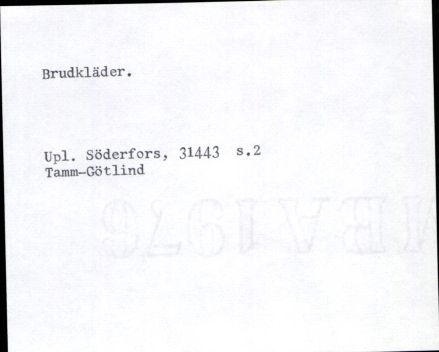 Brudkläder.
Upl. Söderfors, 31443 s.2
Tamm-Götlind